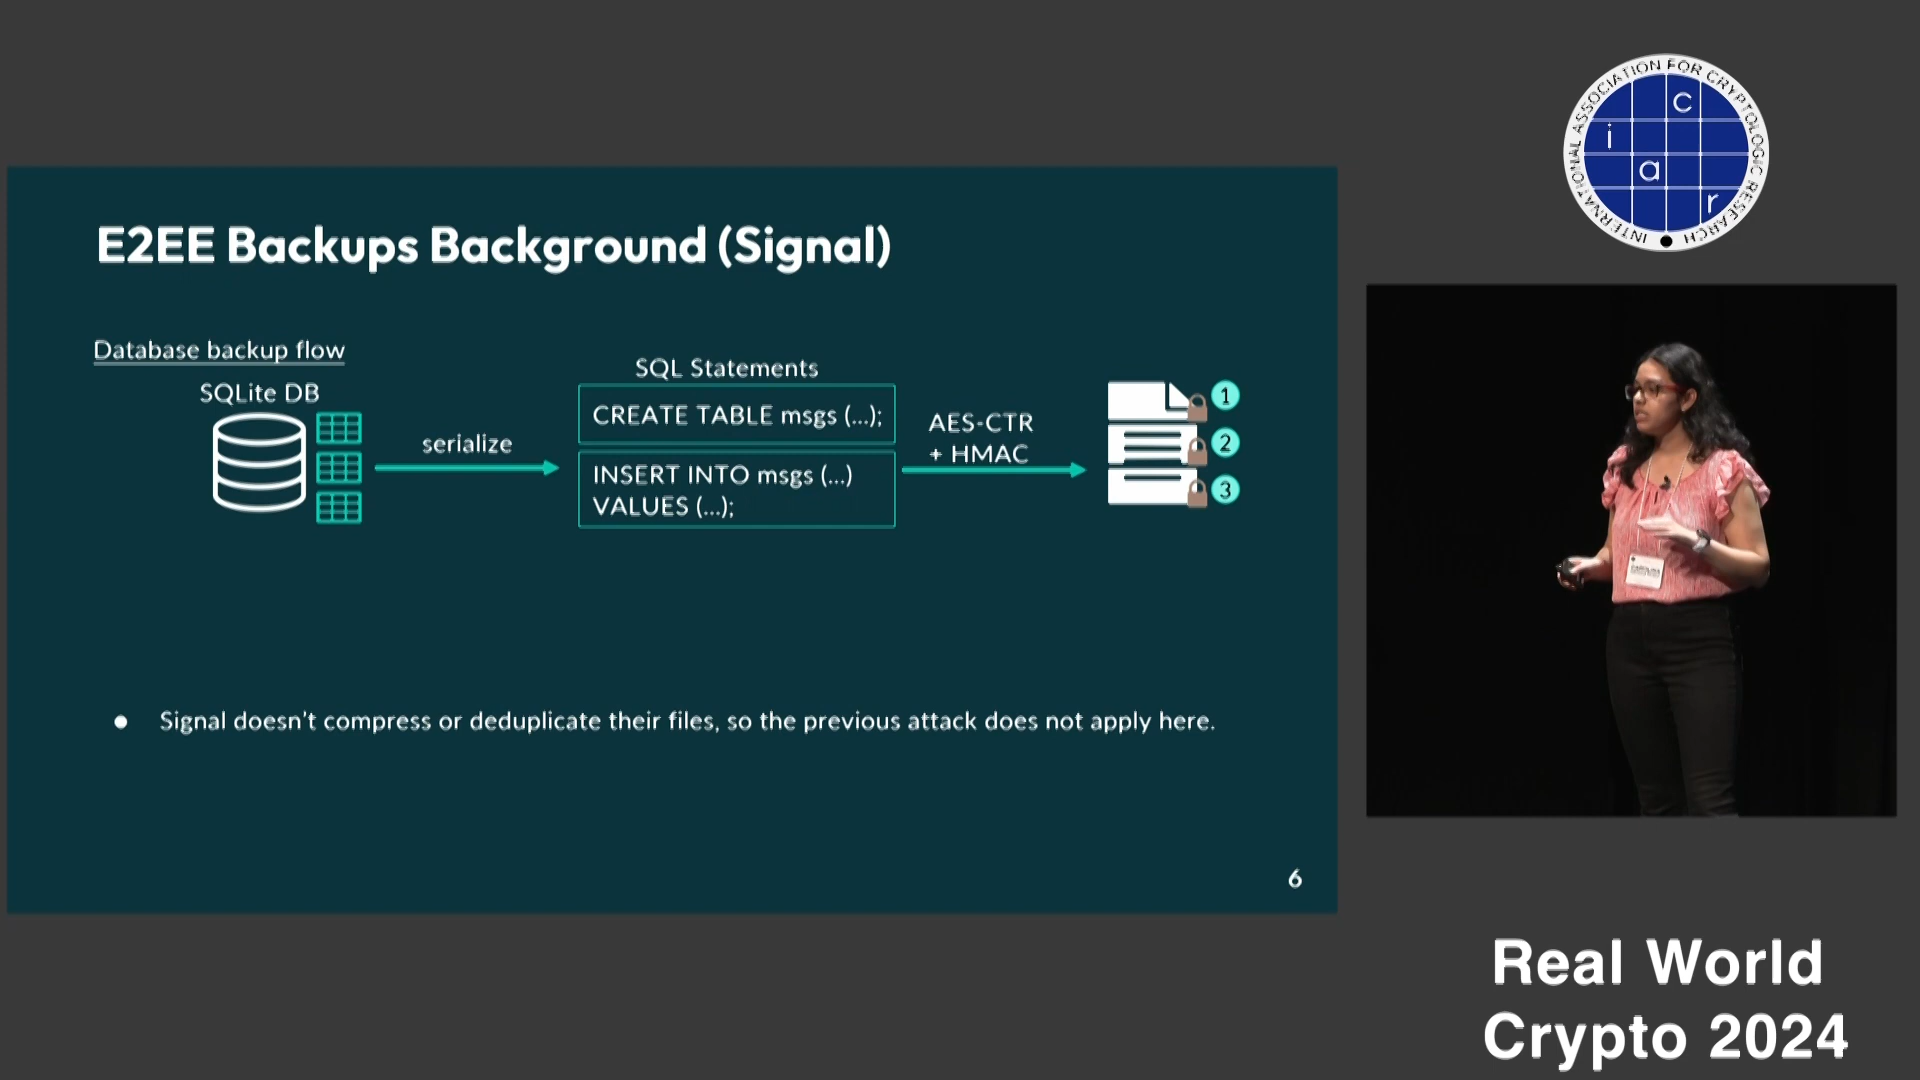 E2EE Backups Background (Signal)
Database backup flow
SQLite DB
serialize
SQL Statements
CREATE TABLE msgs (...);
INSERT INTO msgs (...)
VALUES (...);
AES-CTR
+ HMAC
1
2
3
● Signal doesn't compress or deduplicate their files, so the previous attack does not apply here.
6
INTERNATIONAL ASSOCIATION FOR CRYPTOLOGIC RESEARCH
c
i
a
r
Real World
Crypto 2024